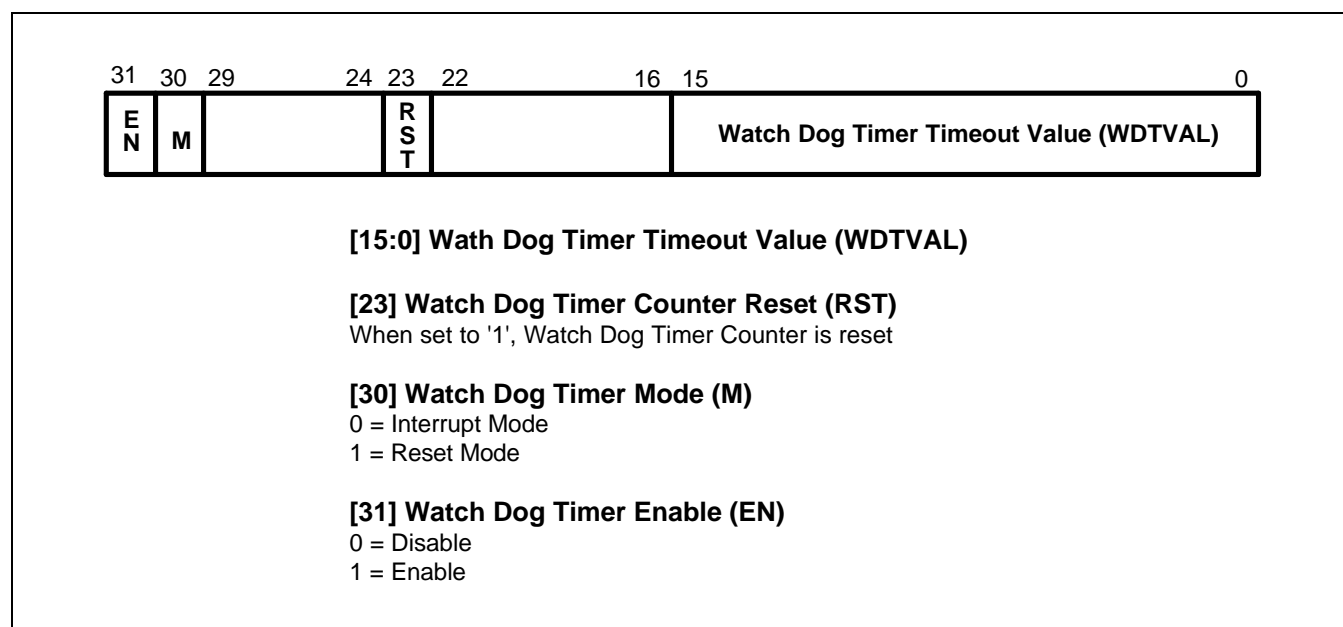 31 30 29 24 23 22 16 15 0
EN M RST Watch Dog Timer Timeout Value (WDTVAL)
[15:0] Wath Dog Timer Timeout Value (WDTVAL)
[23] Watch Dog Timer Counter Reset (RST)
When set to '1', Watch Dog Timer Counter is reset
[30] Watch Dog Timer Mode (M)
0 = Interrupt Mode
1 = Reset Mode
[31] Watch Dog Timer Enable (EN)
0 = Disable
1 = Enable